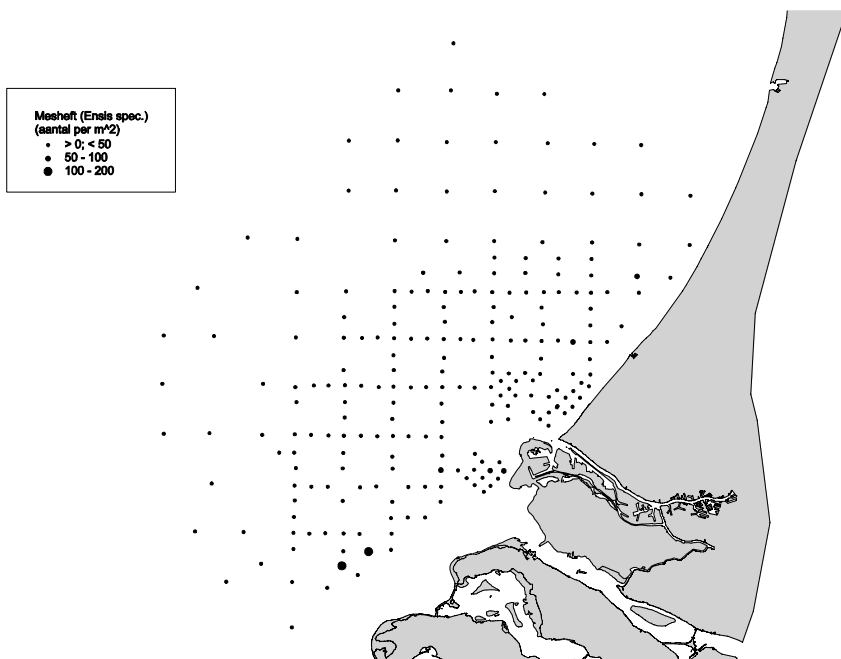 Mesheft (Ensis spec.)
(aantal per m^2)
> 0; < 50
50 - 100
100 - 200